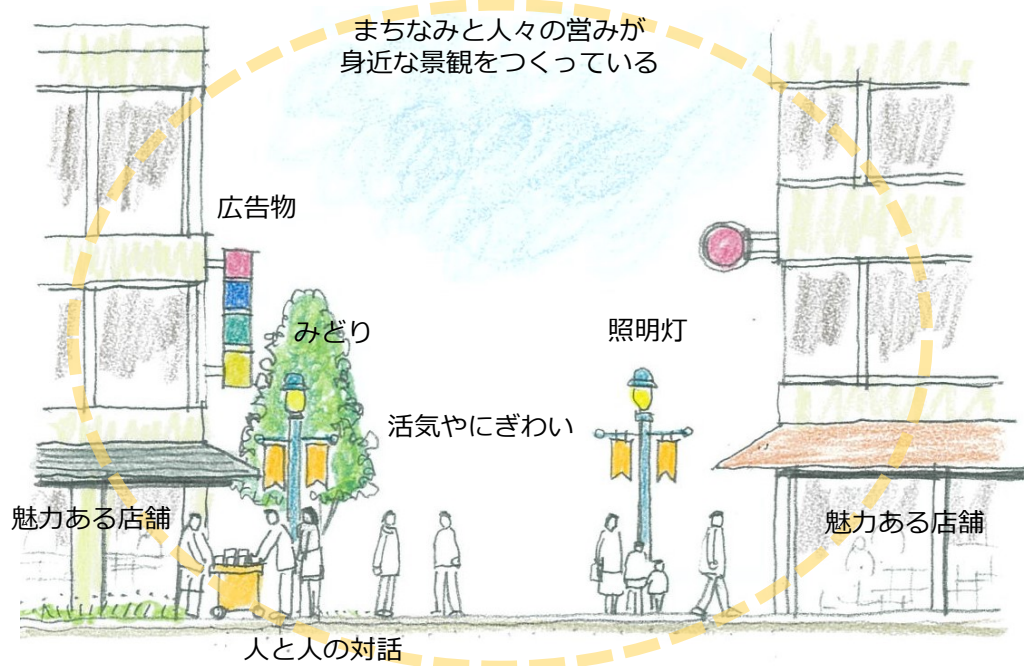 まちなみと人々の営みが
身近な景観をつくっている
広告物
みどり
照明灯
活気やにぎわい
魅力ある店舗
魅力ある店舗
人と人の対話